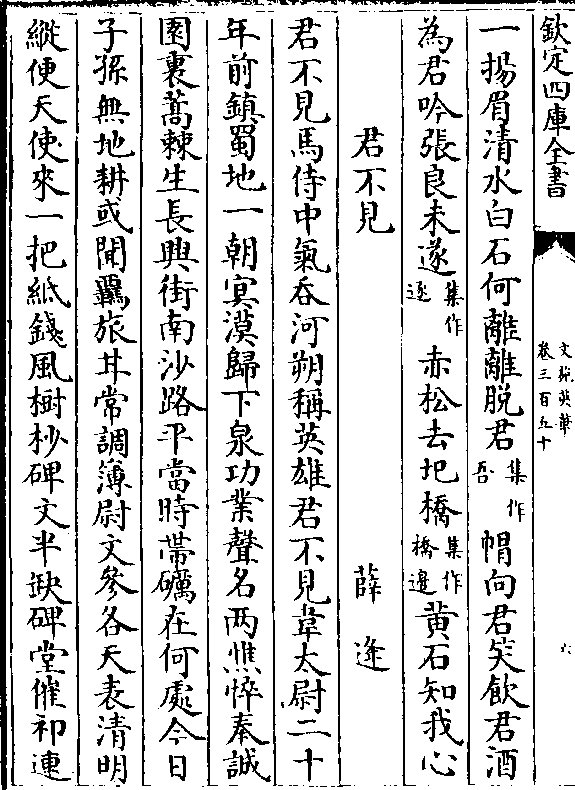 欽定四庫全書
文苑英華
卷三百五十
六
一揚眉清水白石何離離脫君集作吾㡌向君笑飲君酒
為君吟張良未遂集作逐赤松去圯橋集作橋邊黄石知我心
君不見 薛逢
君不見馬侍中氣吞河朔稱英雄君不見韋太尉二十
年前鎮蜀地一朝㝠漠歸下泉功業聲名两憔悴奉誠
園裏蒿棘生長興街南沙路平當時帶礪在何處今日
子孫無地耕或聞羈旅甘常調簿尉文參各天表清明
縱便天使來一把紙錢風樹杪碑文半缺碑堂催祁連